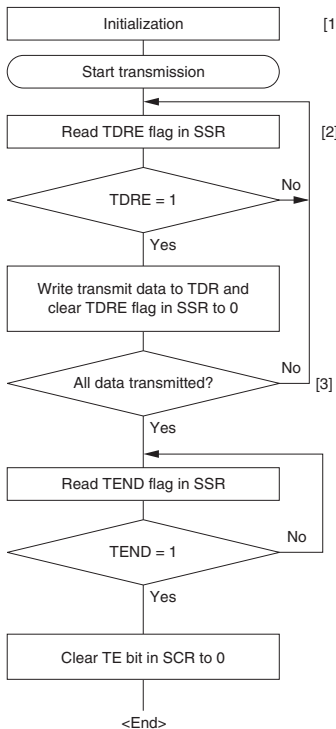 Initialization [1
Start transmission
Read TDRE flag in SSR [2]
TDRE = 1 No
Yes
Write transmit data to TDR and
clear TDRE flag in SSR to 0
All data transmitted? No
[3]
Yes
Read TEND flag in SSR
TEND = 1 No
Yes
Clear TE bit in SCR to 0
<End>